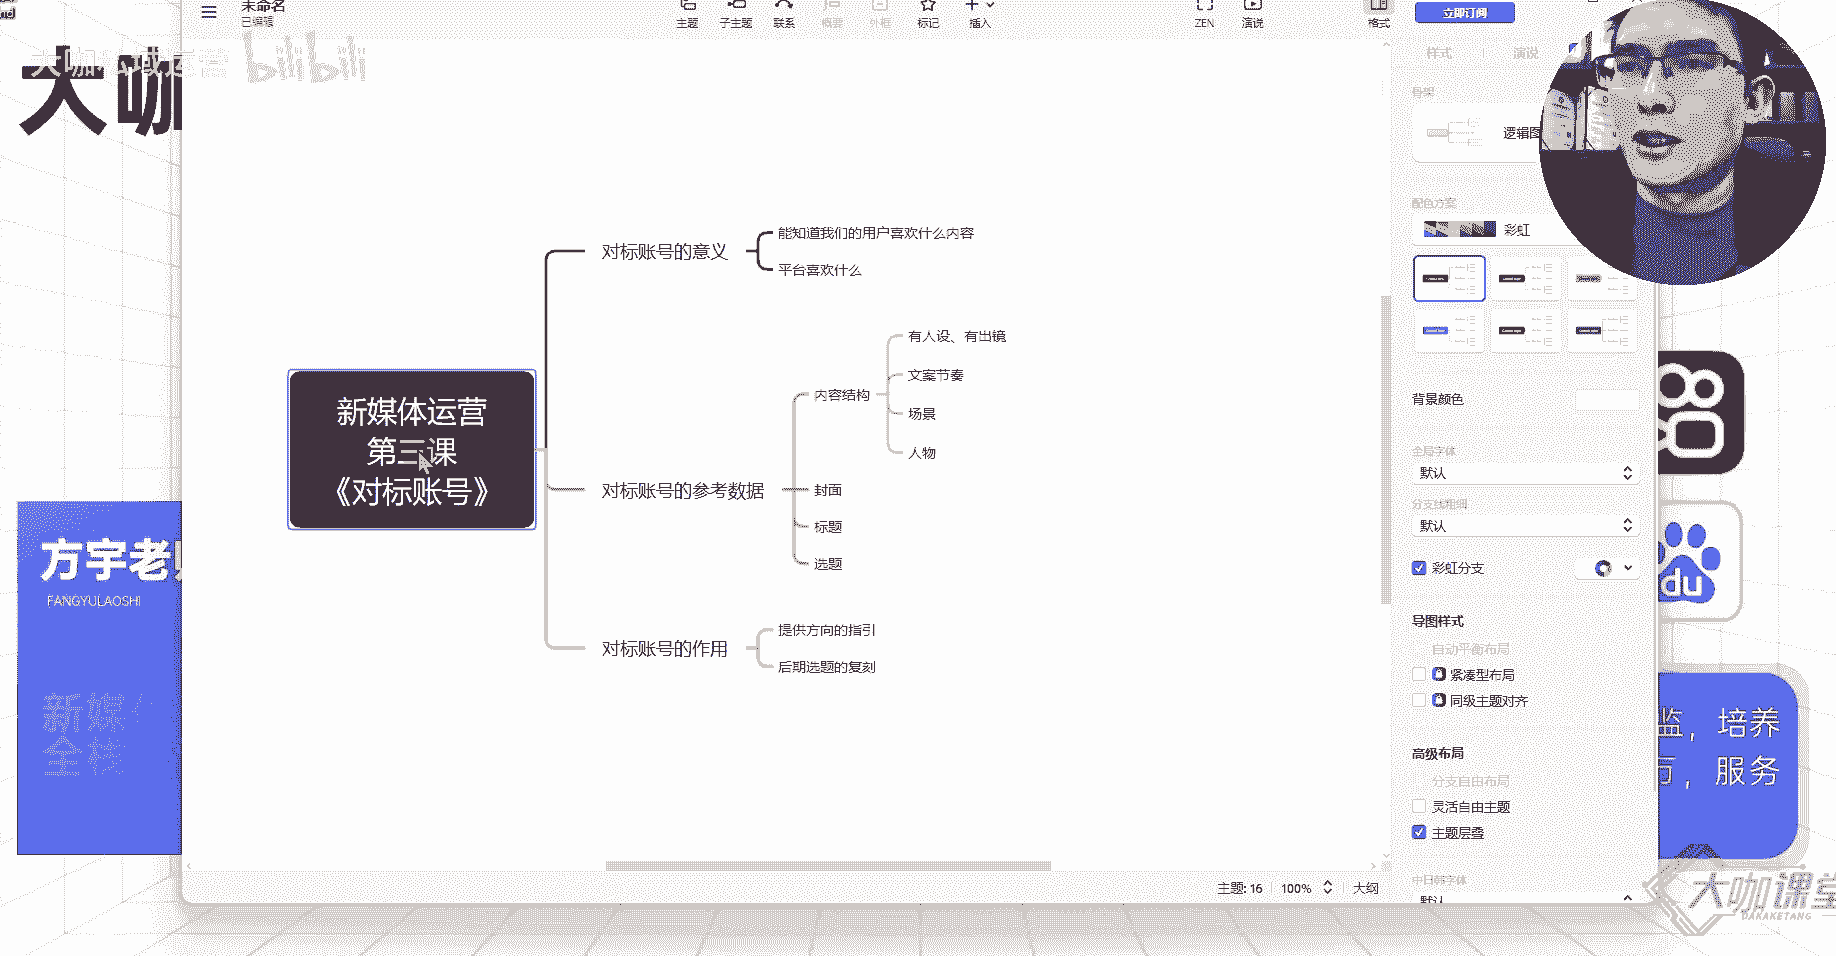 未命名
已编辑
主题
子主题
联系
概要
外框
标记
插入
ZEN
演说
格式
立即订阅
大咖私域运营 bilibili
大咖
样式
演说
骨架
逻辑图
配色方案
彩虹
能知道我们的用户喜欢什么内容
对标账号的意义
平台喜欢什么
有人设、有出镜
文案节奏
内容结构
场景
人物
新媒体运营
第三课
《对标账号》
对标账号的参考数据
封面
标题
选题
提供方向的指引
对标账号的作用
后期选题的复刻
背景颜色
全局字体
默认
分支线粗细
默认
彩虹分支
导图样式
自动平衡布局
紧凑型布局
同级主题对齐
高级布局
分支自由布局
灵活自由主题
主题层叠
中日韩字体
默认
方宇老
FANGYULAOSHI
新媒
全
du
监，培养
，服务
主题: 16
100%
大纲
大咖课堂
DAKAKETANG